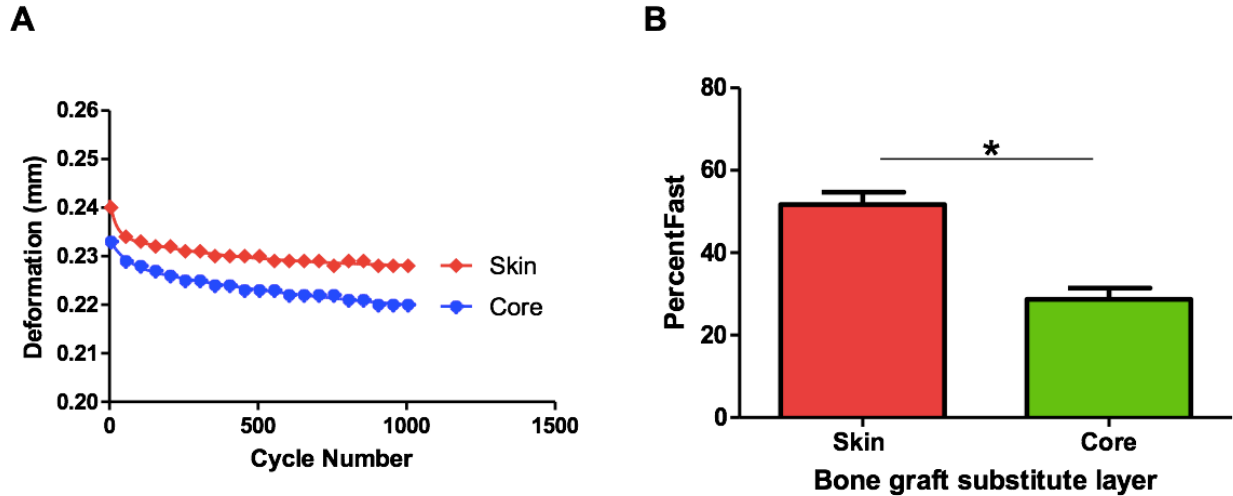 A
Deformation (mm)
0.26
0.25
0.24
0.23
0.22
0.21
0.20
0
500
1000
1500
Cycle Number
Skin
Core
B
PercentFast
80
60
40
20
0
*
Skin
Core
Bone graft substitute layer